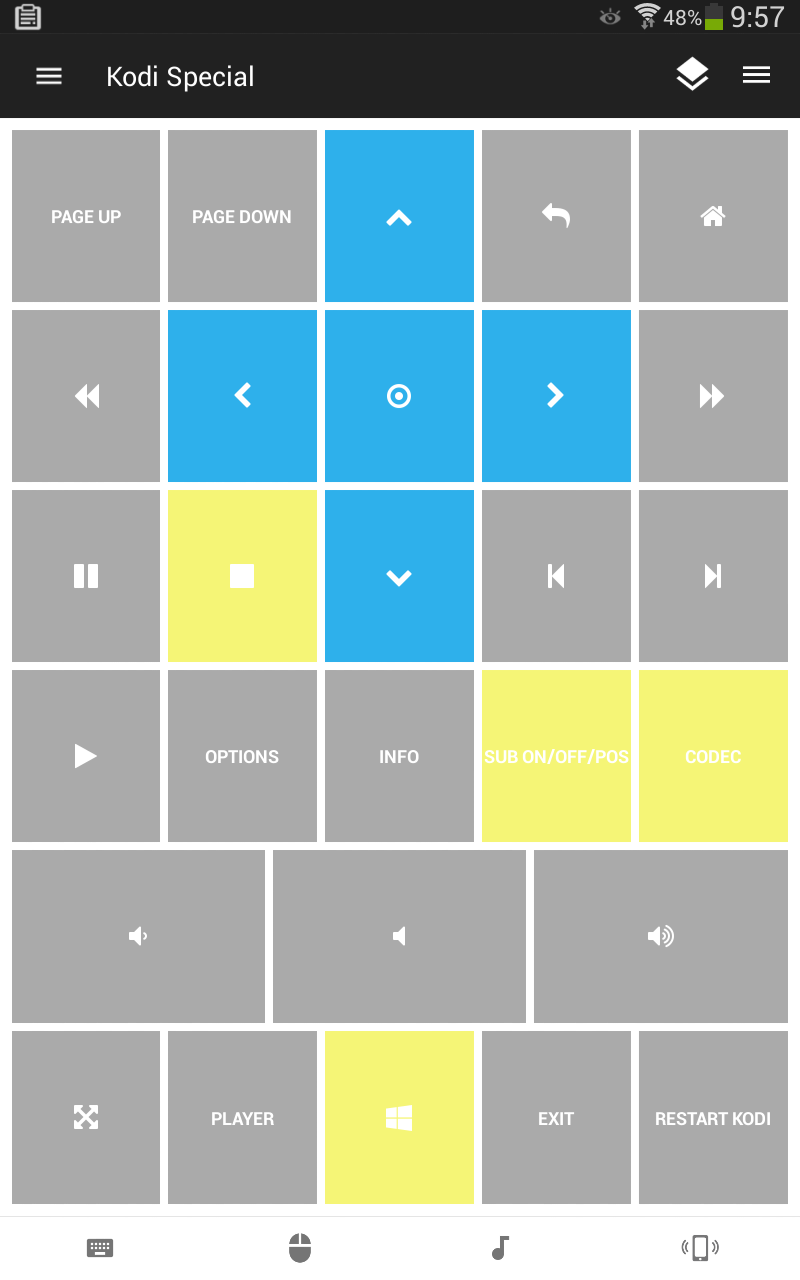 48% 9:57
Kodi Special
PAGE UP
PAGE DOWN
OPTIONS
INFO
SUB ON/OFF/POS
CODEC
PLAYER
EXIT
RESTART KODI